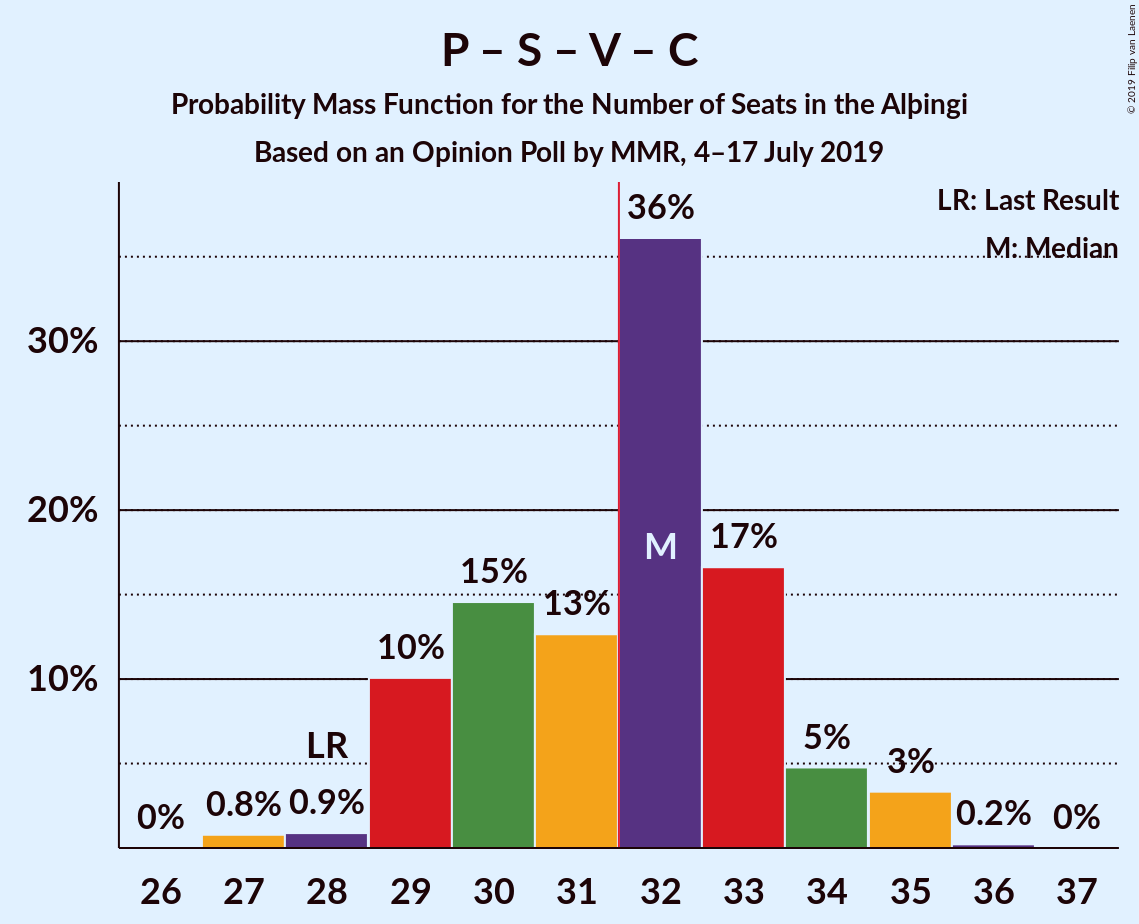 P – S – V – C
Probability Mass Function for the Number of Seats in the Alþingi
Based on an Opinion Poll by MMR, 4–17 July 2019
© 2019 Filip van Laenen
LR: Last Result
M: Median
30%
20%
10%
0%
0.8%
0.9%
LR
10%
15%
13%
36%
M
17%
5%
3%
0.2%
0%
26 27 28 29 30 31 32 33 34 35 36 37